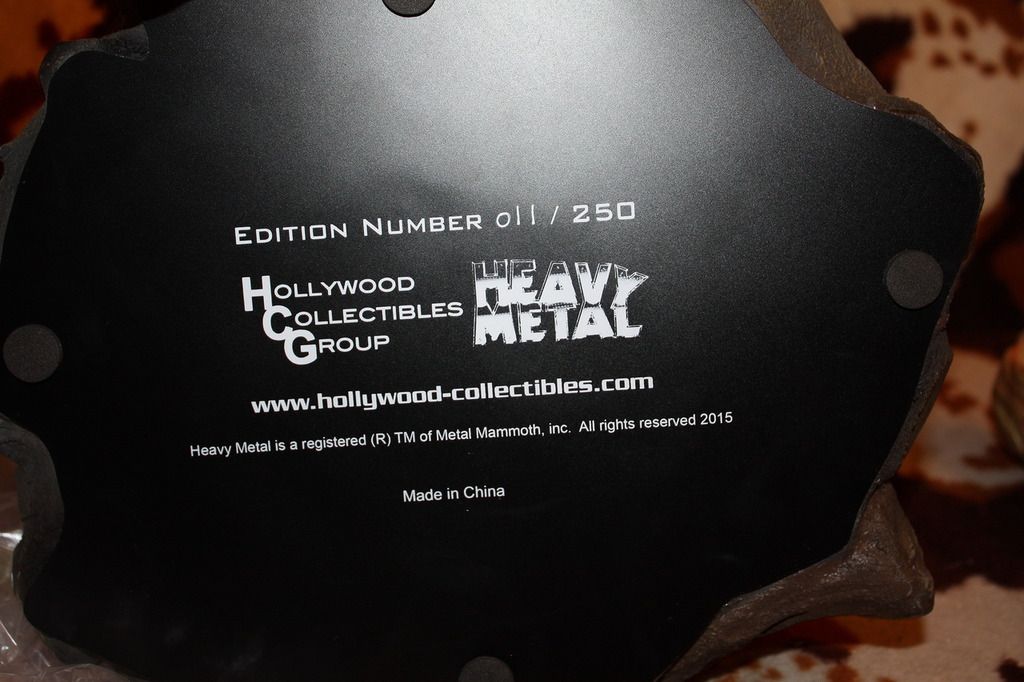 EDITION NUMBER 011 / 250
HOLLYWOOD
COLLECTIBLES
GROUP
HEAVY
METAL
www.hollywood-collectibles.com
Heavy Metal is a registered (R) TM of Metal Mammoth, inc. All rights reserved 2015
Made in China